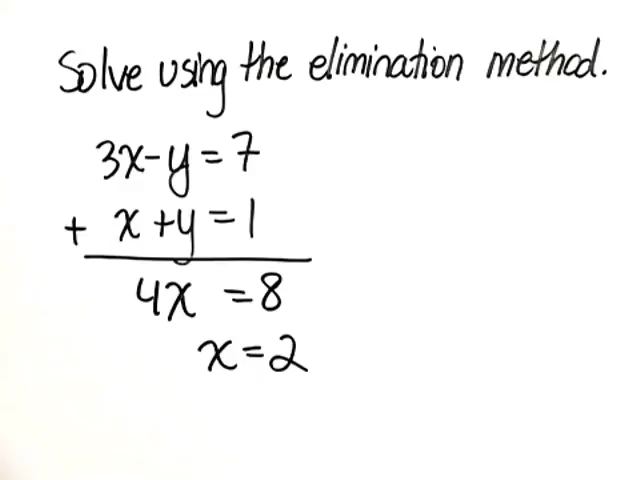 Solve using the elimination method.
3x-y=7
+ x+y=1
4x =8
x=2